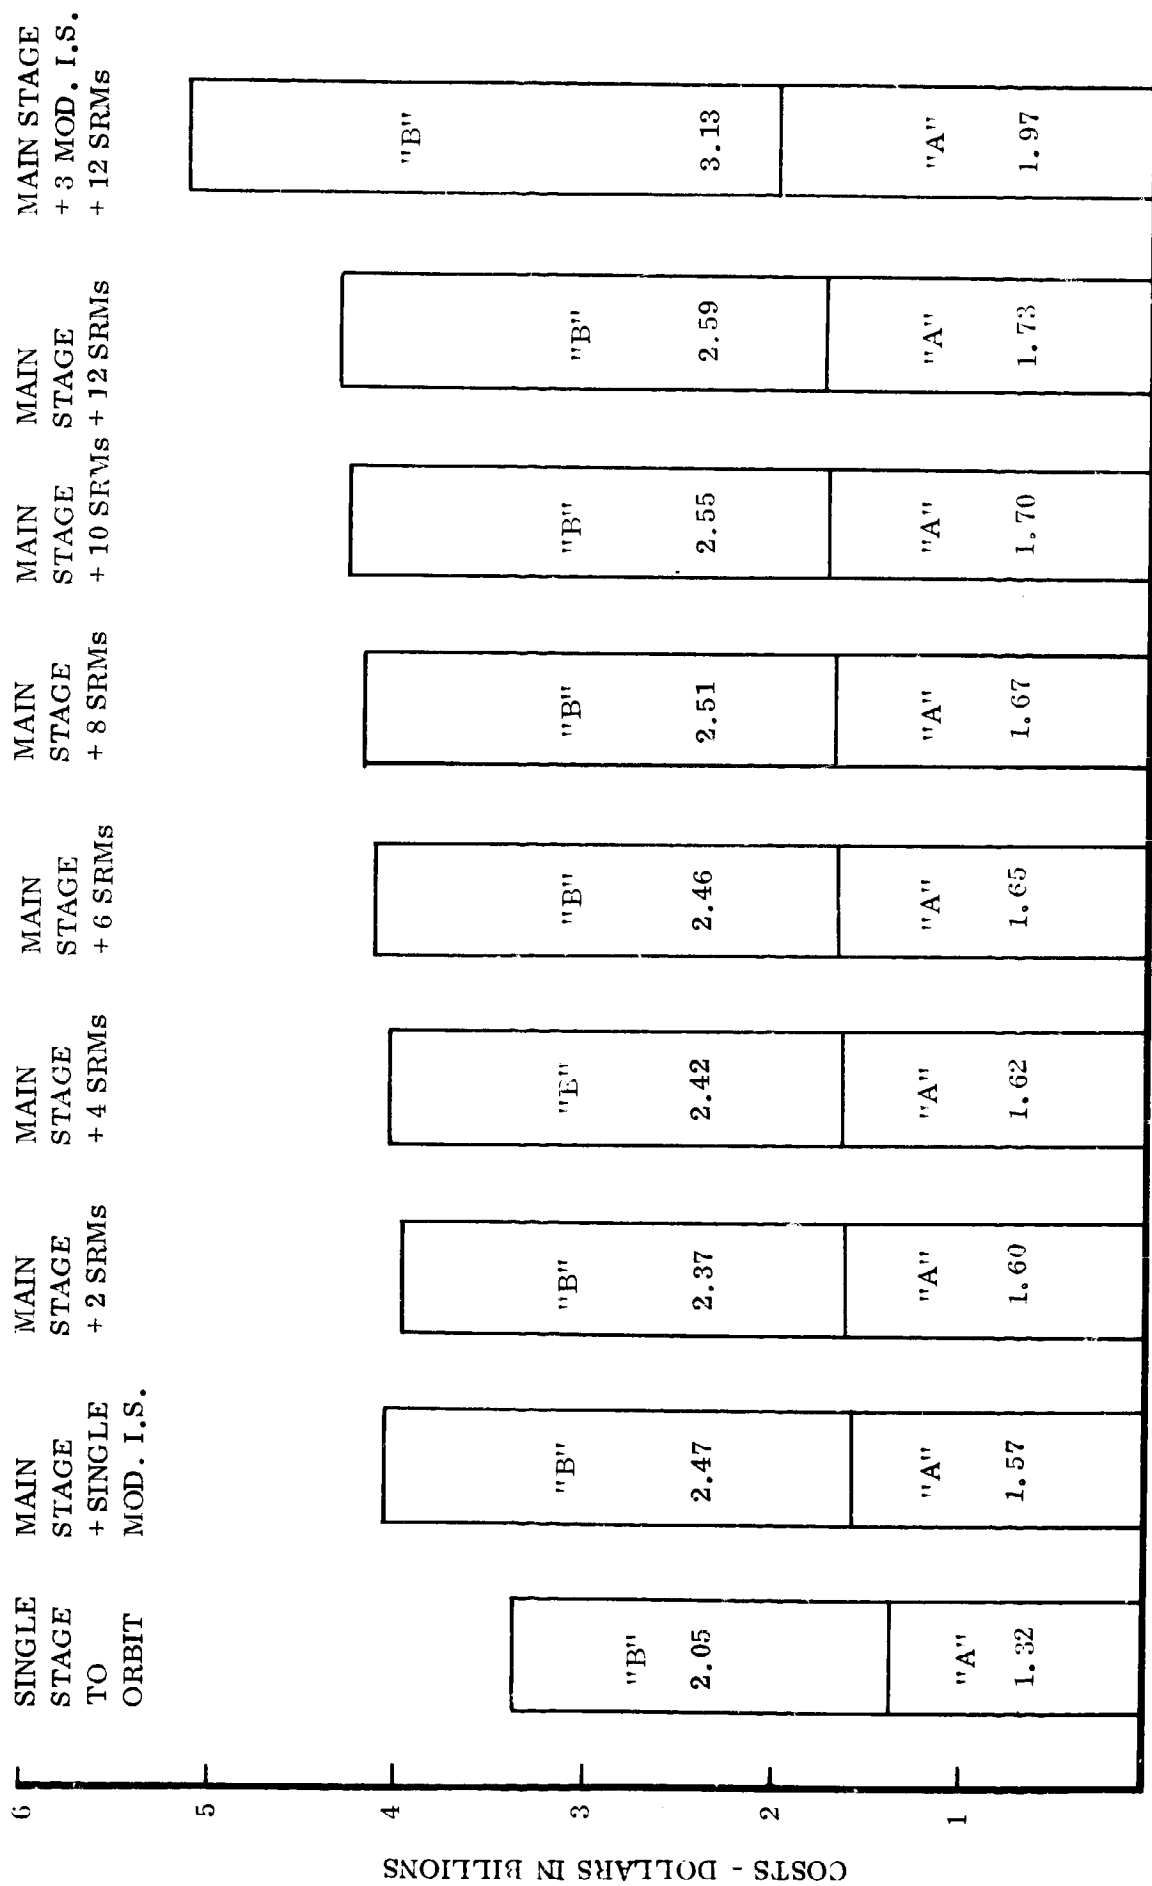 SINGLE
STAGE
TO
ORBIT
MAIN
STAGE
+SINGLE
MOD. I.S.
MAIN
STAGE
+ 2 SRMs
MAIN
STAGE
+ 4 SRMs
MAIN
STAGE
+ 6 SRMs
MAIN
STAGE
+ 8 SRMs
MAIN
STAGE
+ 10 SRMs
MAIN
STAGE
+ 12 SRMs
MAIN STAGE
+ 3 MOD. I.S.
+ 12 SRMs
COSTS - DOLLARS IN BILLIONS
6
5
4
3
2
1
"B"
2.05
"A"
1.32
"B"
2.47
"A"
1.57
"B"
2.37
"A"
1.60
"B"
2.42
"A"
1.62
"B"
2.46
"A"
1.65
"B"
2.51
"A"
1.67
"B"
2.55
"A"
1.70
"B"
2.59
"A"
1.73
"B"
3.13
"A"
1.97